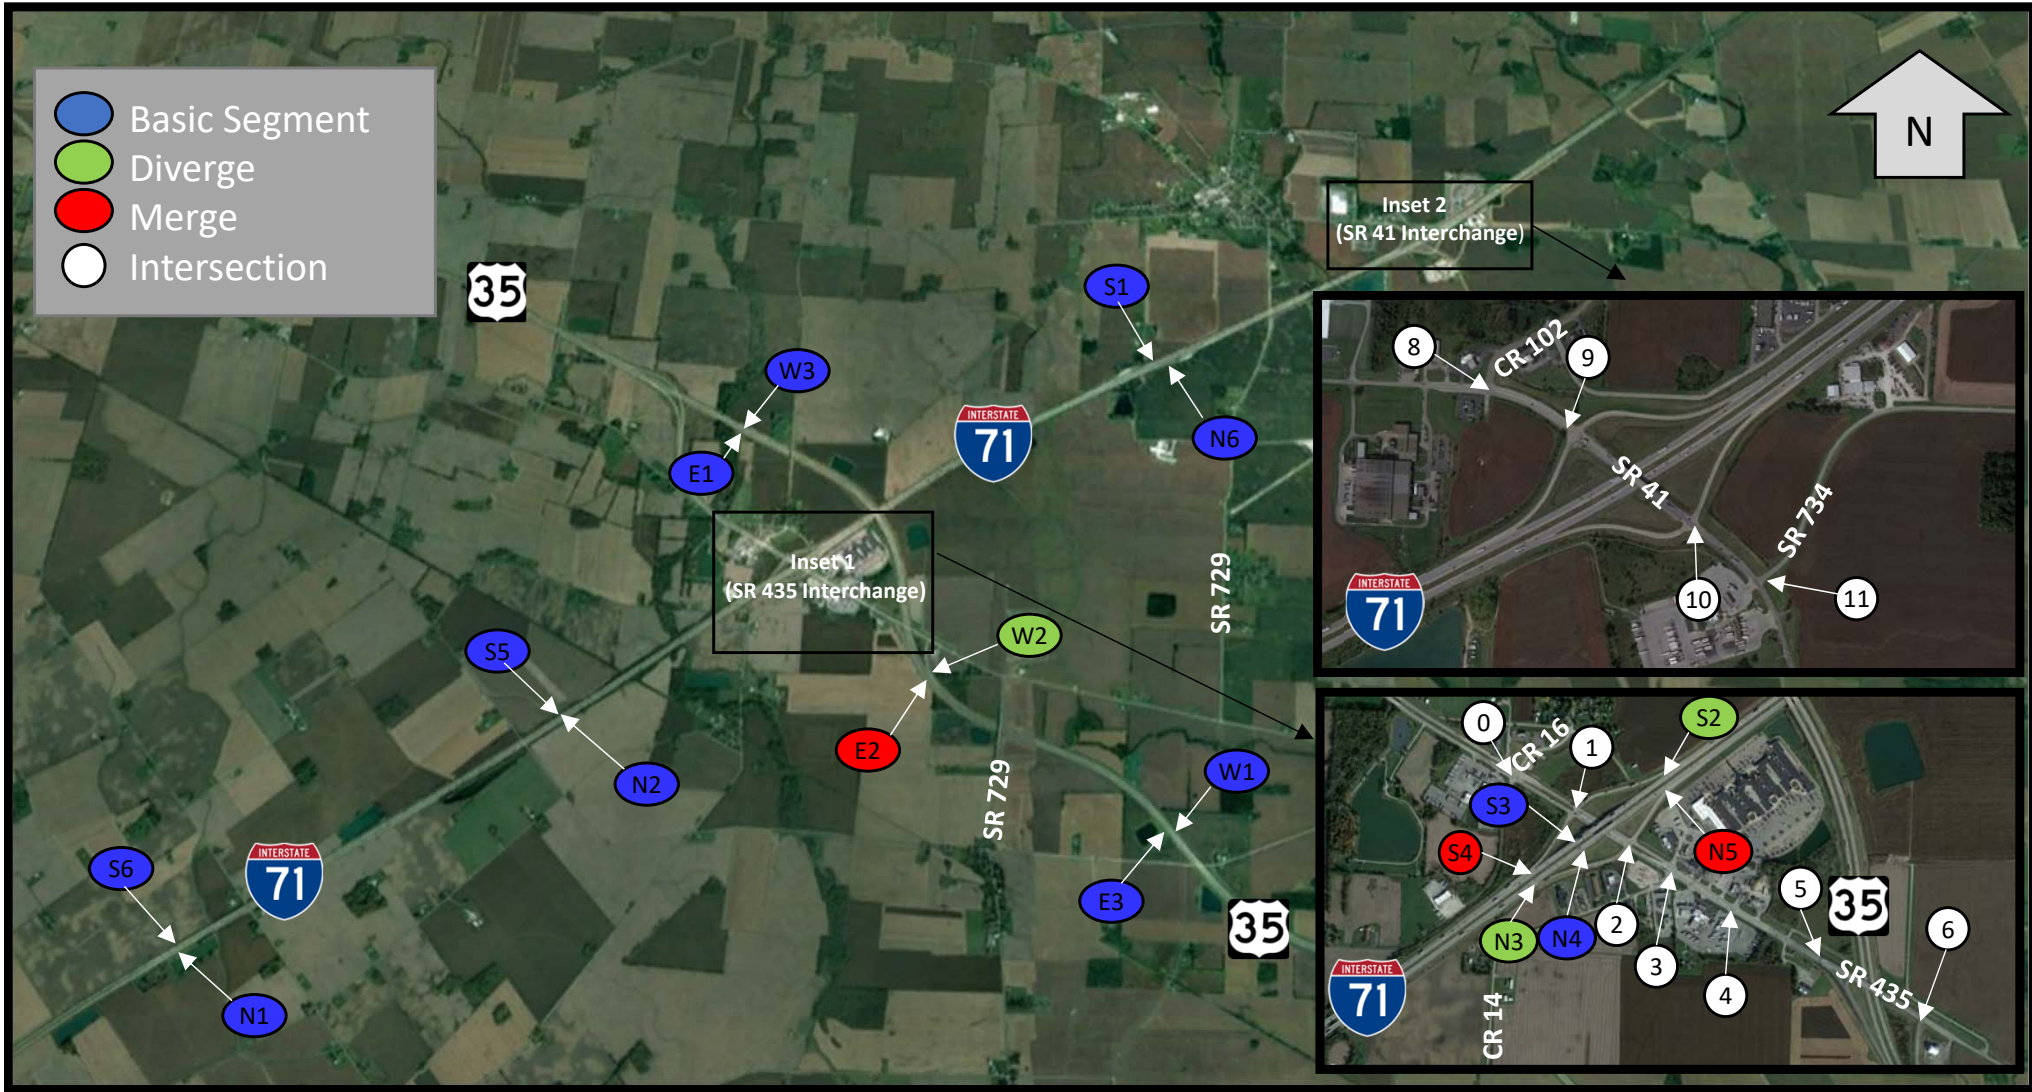 Basic Segment
Diverge
Merge
Intersection
N
35
Inset 2
(SR 41 Interchange)
S1
W3
INTERSTATE
71
N6
E1
Inset 1
(SR 435 Interchange)
SR 729
W2
S5
E2
N2
SR 729
W1
S6
INTERSTATE
71
E3
35
N1
8
CR 102
9
SR 41
SR 734
INTERSTATE
71
10
11
0
CR 16
1
S2
S3
S4
N5
5
35
N3
N4
2
3
4
6
SR 435
INTERSTATE
71
CR 14